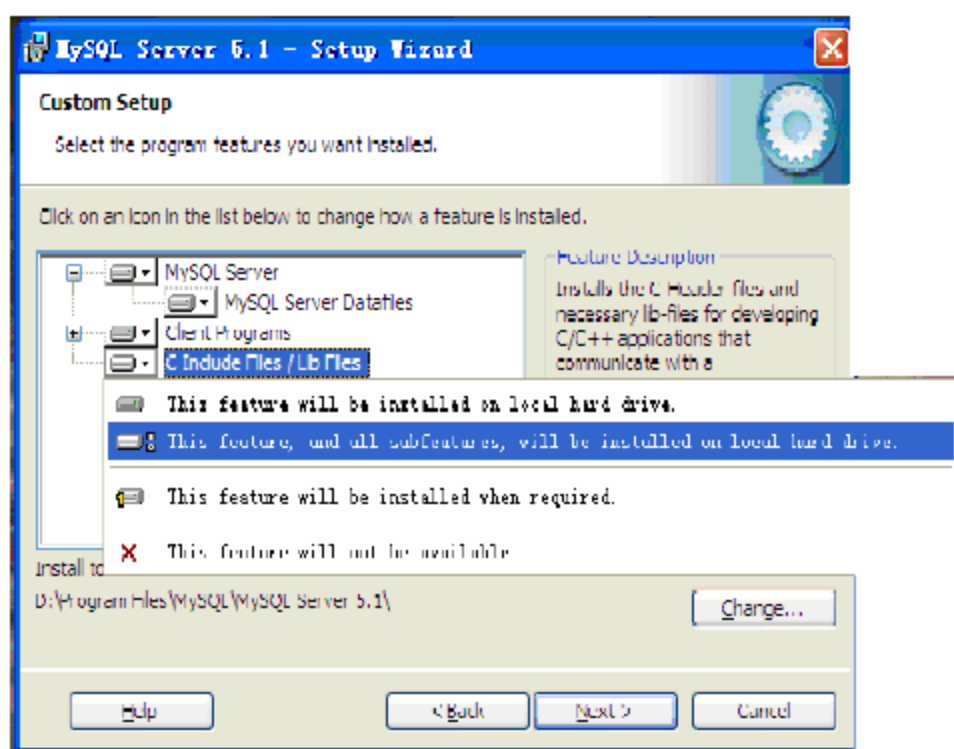 MySQL Server 5.1 - Setup Wizard
Custom Setup
Select the program features you want installed.
Click on an icon in the list below to change how a feature is installed.
MySQL Server
MySQL Server Datafiles
Client Programs
C Include Files / Lib Files
Feature Description
Installs the C Header files and
necessary lib-files for developing
C/C++ applications that
communicate with a
This feature will be installed on local hard drive.
This feature, and all subfeatures, will be installed on local hard drive.
This feature will be installed when required.
This feature will not be available
Install to
D:\Program Files\MySQL\MySQL Server 5.1\
Change...
Help
< Back
Next >
Cancel